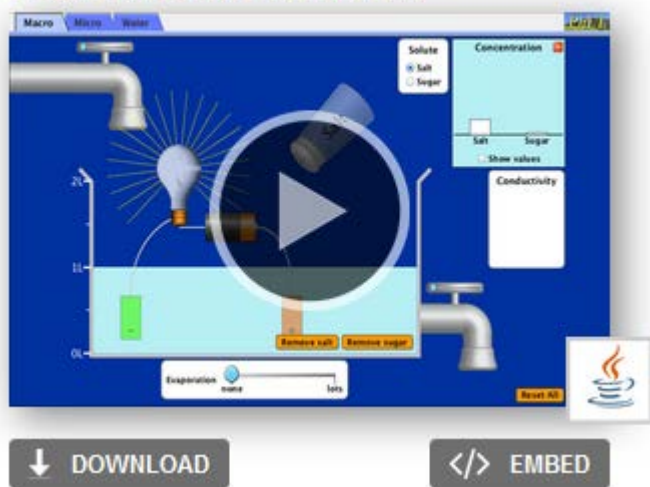 Macro Micro Water
Solute
Salt
Sugar
Concentration
Salt Sugar
Show values
Conductivity
2L
1L
0L
Remove salt Remove sugar
Evaporation
none lots
Reset All
DOWNLOAD
</> EMBED